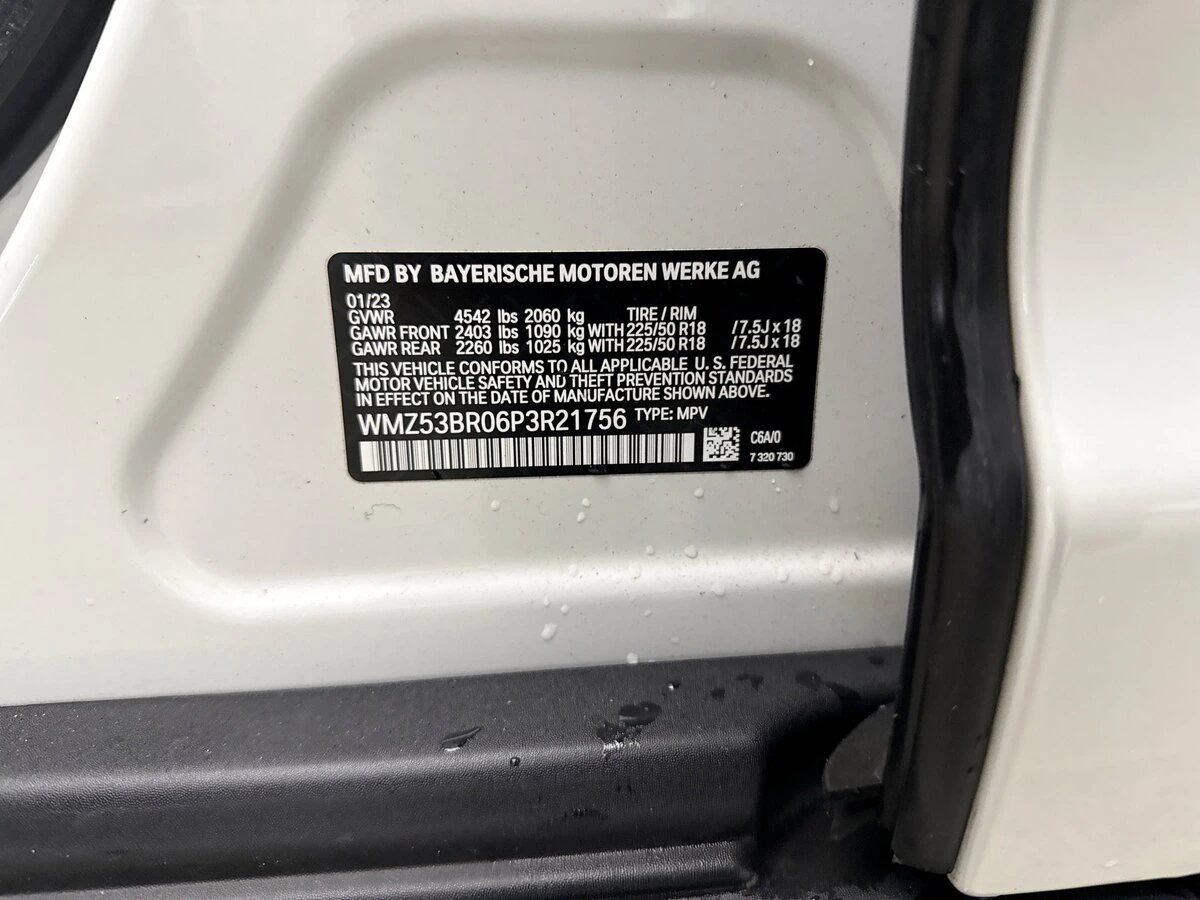 MFD BY BAYERISCHE MOTOREN WERKE AG
01/23
GVWR 4542 lbs 2060 kg TIRE / RIM
GAWR FRONT 2403 lbs 1090 kg WITH 225/50 R18 / 7.5J x 18
GAWR REAR 2260 lbs 1025 kg WITH 225/50 R18 / 7.5J x 18
THIS VEHICLE CONFORMS TO ALL APPLICABLE U. S. FEDERAL
MOTOR VEHICLE SAFETY AND THEFT PREVENTION STANDARDS
IN EFFECT ON THE DATE OF MANUFACTURE SHOWN ABOVE.
WMZ53BR06P3R21756 TYPE: MPV
C6A/0
7 320 730